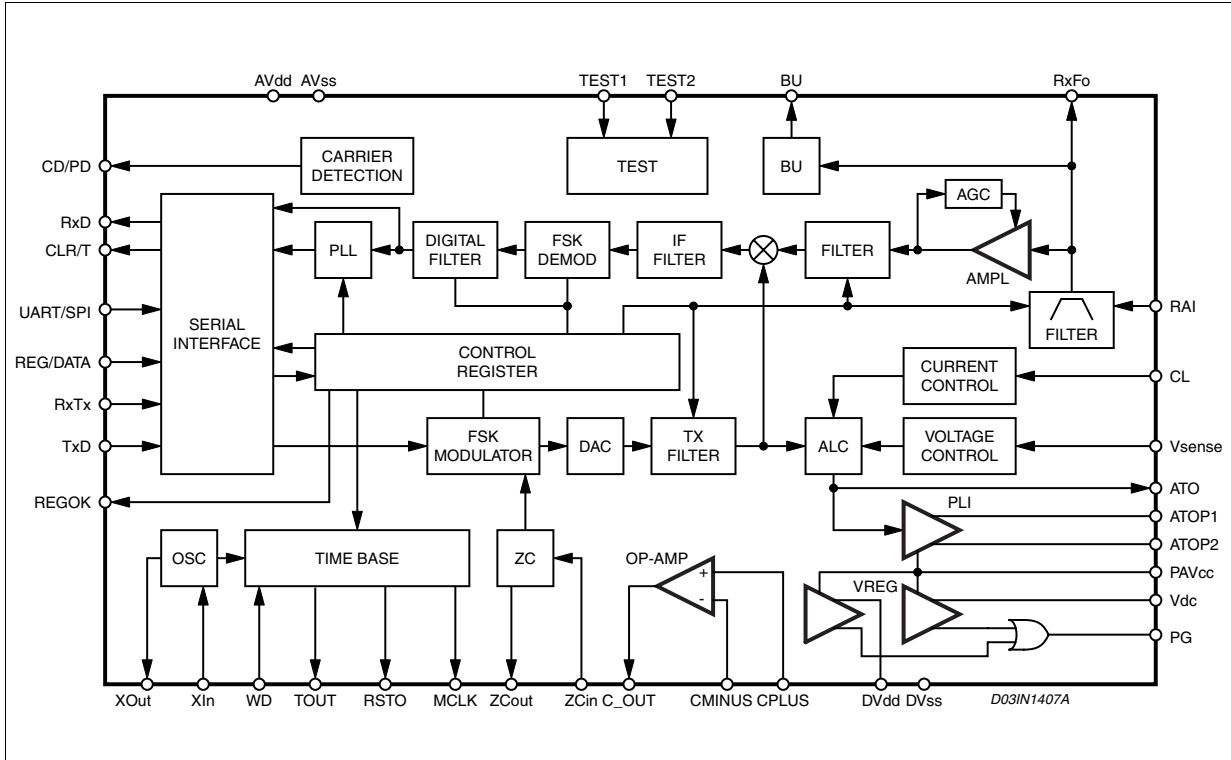 AVdd AVss TEST1 TEST2 BU RxFo
CD/PD
CARRIER
DETECTION
TEST
BU
RxD
CLR/T
AGC
PLL
DIGITAL
FILTER
FSK
DEMOD
IF
FILTER
FILTER
AMPL
UART/SPI
SERIAL
INTERFACE
FILTER
RAI
REG/DATA
CONTROL
REGISTER
CURRENT
CONTROL
CL
RxTx
TxD
FSK
MODULATOR
DAC
TX
FILTER
ALC
VOLTAGE
CONTROL
Vsense
REGOK
ATO
PLI
ATOP1
ATOP2
OSC
TIME BASE
ZC
OP-AMP
+
-
VREG
PAVcc
Vdc
PG
XOut XIn WD TOUT RSTO MCLK ZCout ZCin C_OUT CMINUS CPLUS DVdd DVss
D03IN1407A